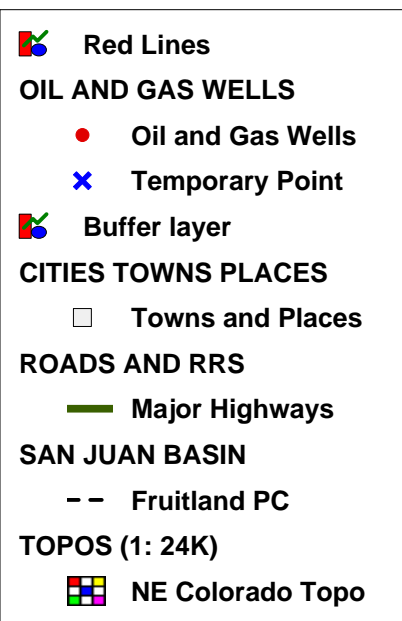 Red Lines
OIL AND GAS WELLS
Oil and Gas Wells
Temporary Point
Buffer layer
CITIES TOWNS PLACES
Towns and Places
ROADS AND RRS
Major Highways
SAN JUAN BASIN
Fruitland PC
TOPOS (1: 24K)
NE Colorado Topo